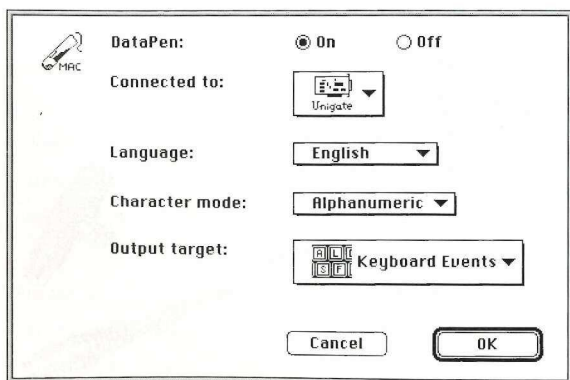 DataPen: On Off
MAC
Connected to: Unigate
Language: English
Character mode: Alphanumeric
Output target: A L S F Keyboard Events
Cancel OK